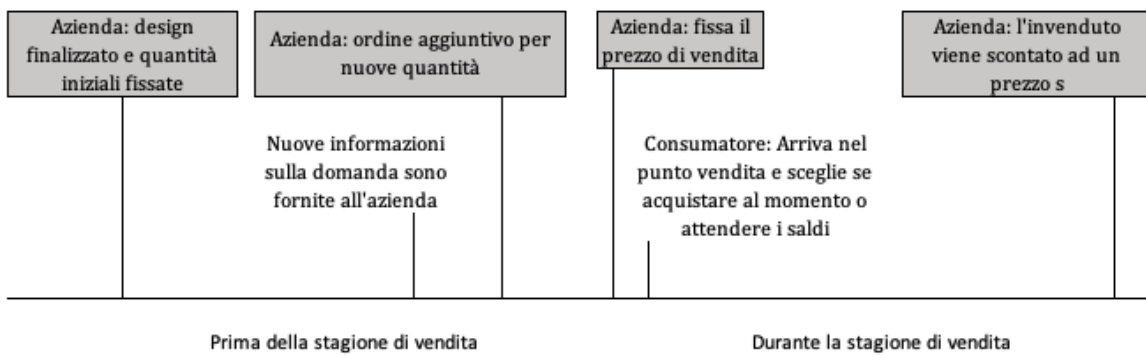 Azienda: design
finalizzato e quantità
iniziali fissate
Azienda: ordine aggiuntivo per
nuove quantità
Azienda: fissa il
prezzo di vendita
Azienda: l'invenduto
viene scontato ad un
prezzo s
Nuove informazioni
sulla domanda sono
fornite all'azienda
Consumatore: Arriva nel
punto vendita e sceglie se
acquistare al momento o
attendere i saldi
Prima della stagione di vendita
Durante la stagione di vendita